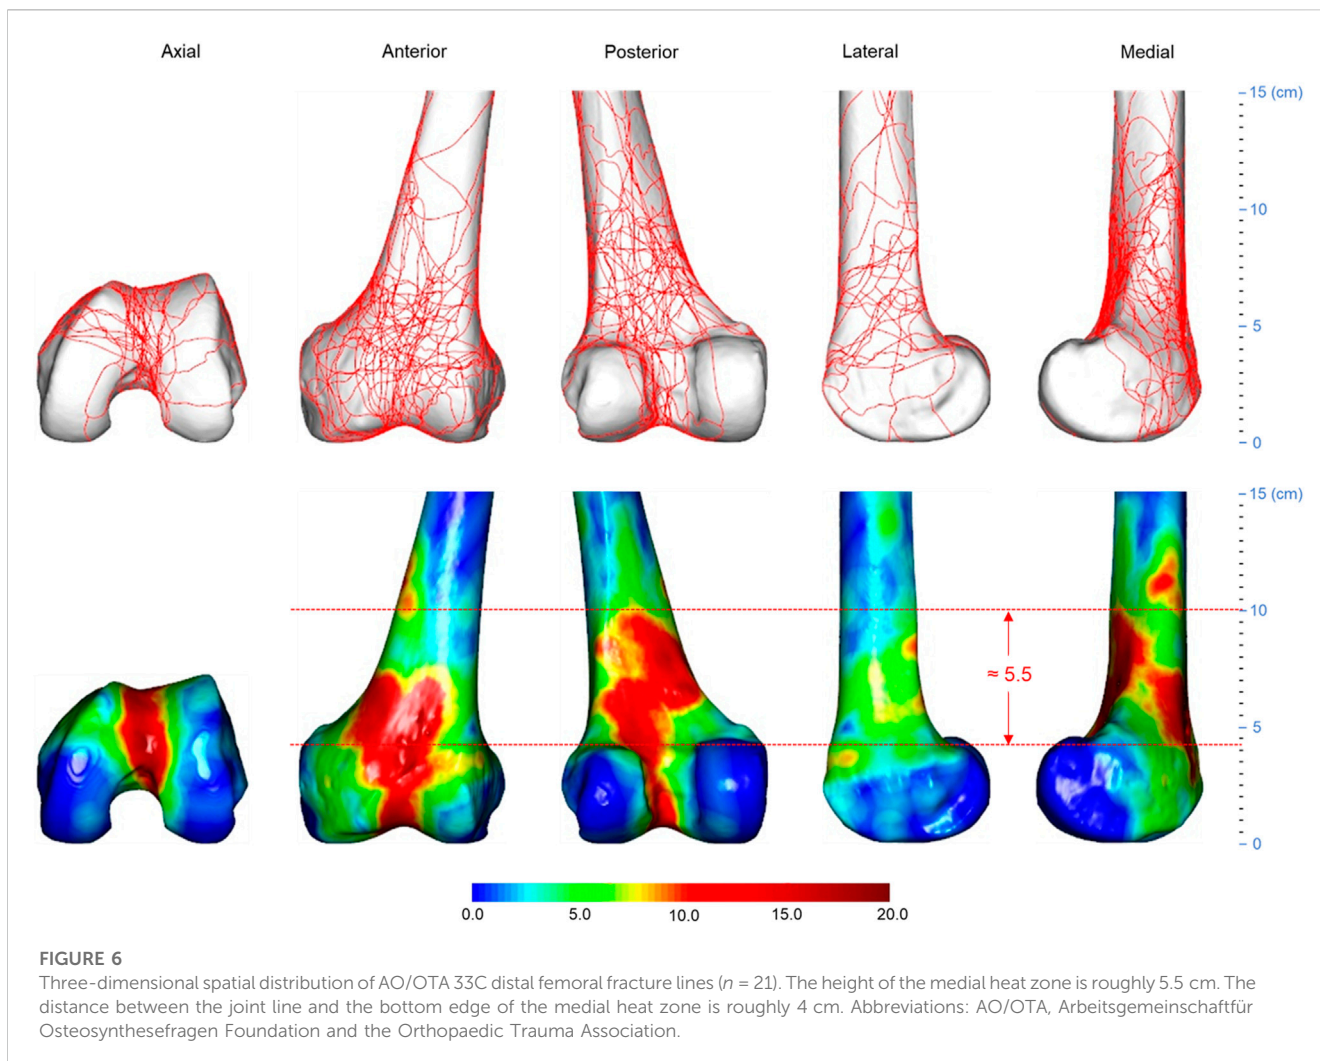 Axial Anterior Posterior Lateral Medial
15 (cm)
10
5
0
15 (cm)
10
≈ 5.5
5
0
0.0 5.0 10.0 15.0 20.0
FIGURE 6
Three-dimensional spatial distribution of AO/OTA 33C distal femoral fracture lines (n = 21). The height of the medial heat zone is roughly 5.5 cm. The
distance between the joint line and the bottom edge of the medial heat zone is roughly 4 cm. Abbreviations: AO/OTA, Arbeitsgemeinschaftfür
Osteosynthesefragen Foundation and the Orthopaedic Trauma Association.